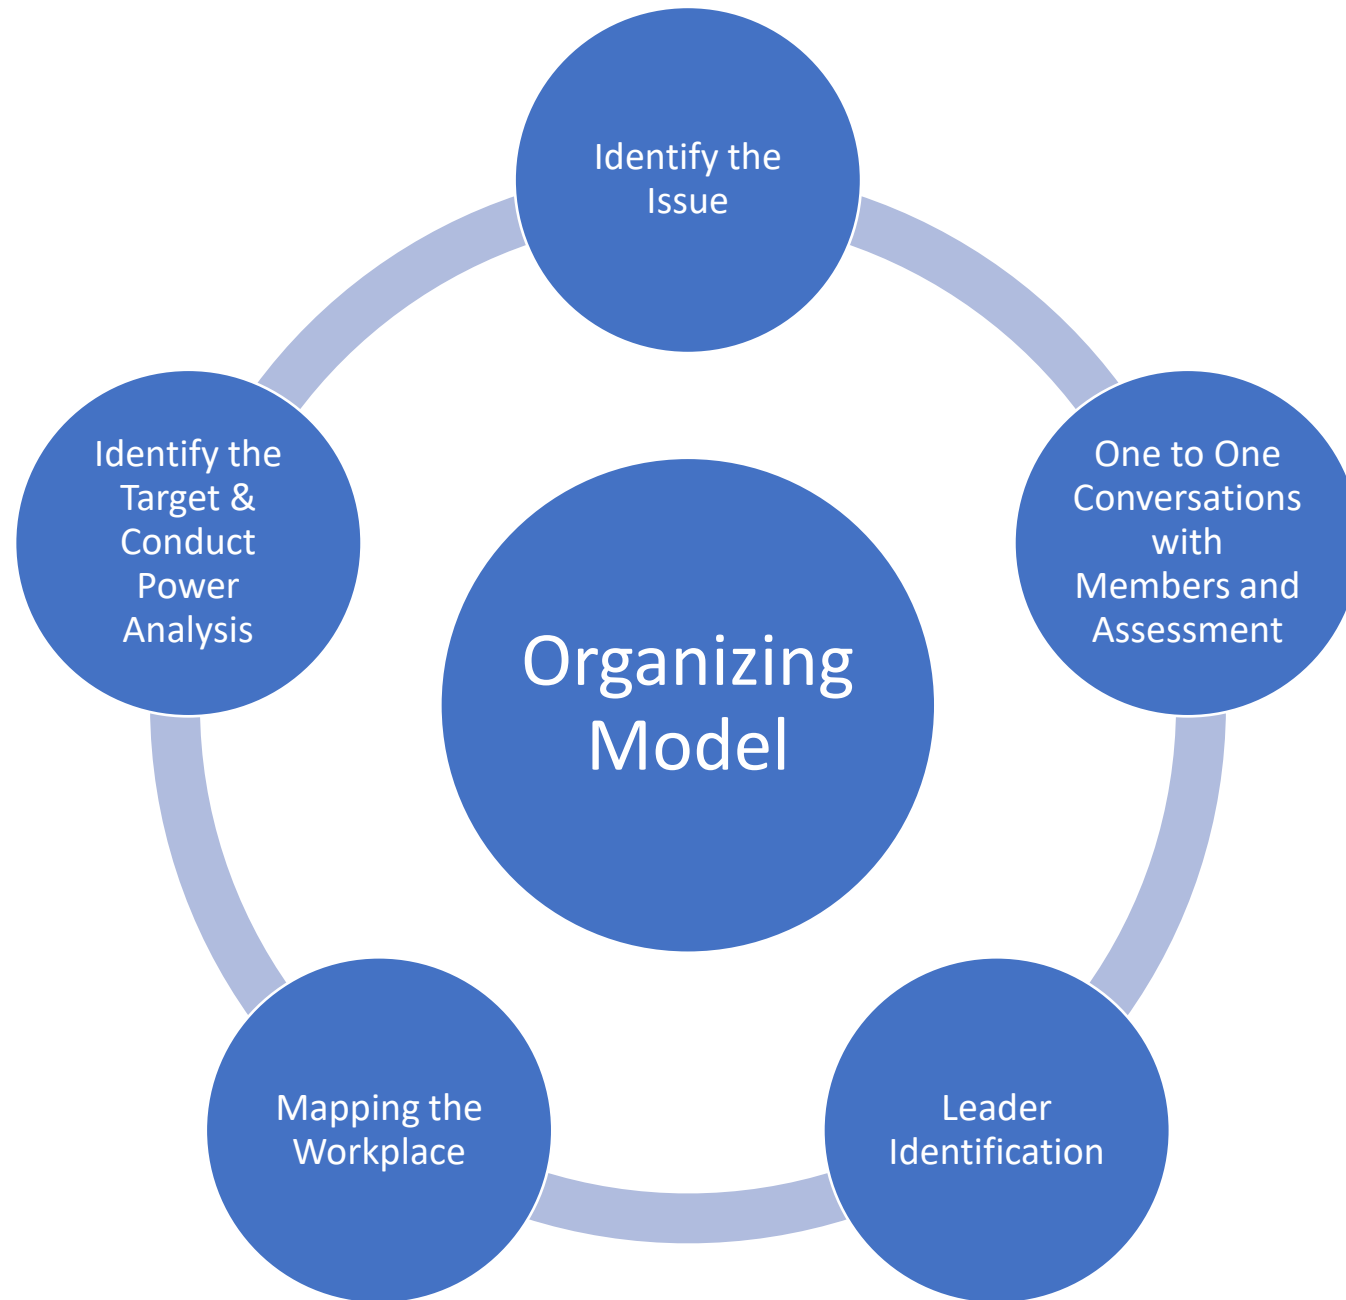 Identify the
Issue
One to One
Conversations
with
Members and
Assessment
Leader
Identification
Mapping the
Workplace
Identify the
Target &
Conduct
Power
Analysis
Organizing
Model